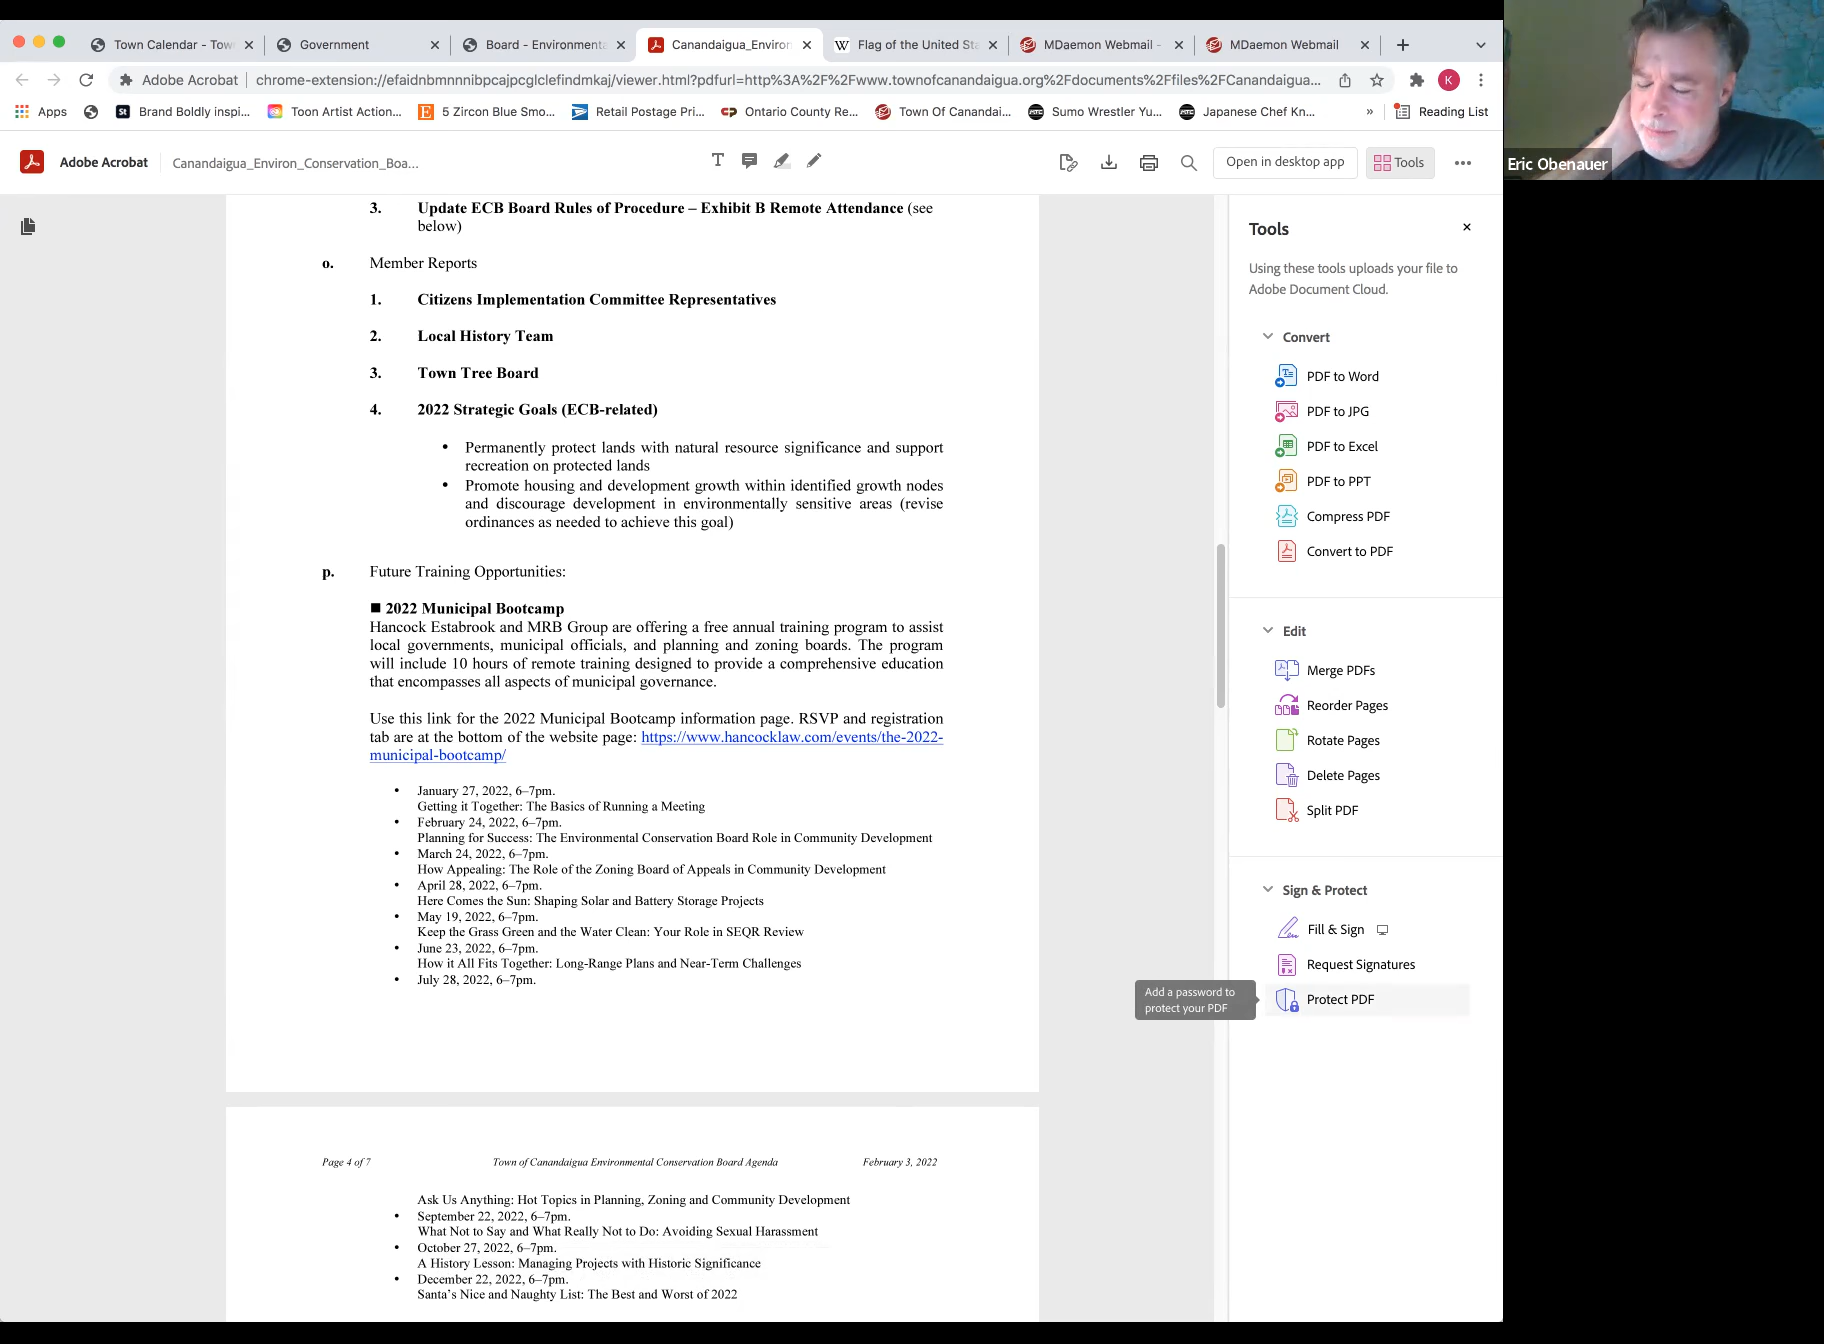 Town Calendar - Tow
Government
Board - Environmenta
Canandaigua_Environ
Flag of the United Sta
MDaemon Webmail -
MDaemon Webmail
Adobe Acrobat
chrome-extension://efaidnbmnnnibpcajpcglclefindmkaj/viewer.html?pdfurl=http%3A%2F%2Fwww.townofcanandaigua.org%2Fdocuments%2Ffiles%2FCanandaigua...
K
Apps
St
Brand Boldly inspi...
Toon Artist Action...
E
5 Zircon Blue Smo...
Retail Postage Pri...
Ontario County Re...
Town Of Canandai...
Sumo Wrestler Yu...
Japanese Chef Kn...
»
Reading List
Eric Obenauer
Adobe Acrobat
Canandaigua_Environ_Conservation_Boa...
Open in desktop app
Tools
3. Update ECB Board Rules of Procedure – Exhibit B Remote Attendance (see
below)
o. Member Reports
1. Citizens Implementation Committee Representatives
2. Local History Team
3. Town Tree Board
4. 2022 Strategic Goals (ECB-related)
• Permanently protect lands with natural resource significance and support
recreation on protected lands
• Promote housing and development growth within identified growth nodes
and discourage development in environmentally sensitive areas (revise
ordinances as needed to achieve this goal)
p. Future Training Opportunities:
■ 2022 Municipal Bootcamp
Hancock Estabrook and MRB Group are offering a free annual training program to assist
local governments, municipal officials, and planning and zoning boards. The program
will include 10 hours of remote training designed to provide a comprehensive education
that encompasses all aspects of municipal governance.
Use this link for the 2022 Municipal Bootcamp information page. RSVP and registration
tab are at the bottom of the website page: https://www.hancocklaw.com/events/the-2022-
municipal-bootcamp/
• January 27, 2022, 6–7pm.
Getting it Together: The Basics of Running a Meeting
• February 24, 2022, 6–7pm.
Planning for Success: The Environmental Conservation Board Role in Community Development
• March 24, 2022, 6–7pm.
How Appealing: The Role of the Zoning Board of Appeals in Community Development
• April 28, 2022, 6–7pm.
Here Comes the Sun: Shaping Solar and Battery Storage Projects
• May 19, 2022, 6–7pm.
Keep the Grass Green and the Water Clean: Your Role in SEQR Review
• June 23, 2022, 6–7pm.
How it All Fits Together: Long-Range Plans and Near-Term Challenges
• July 28, 2022, 6–7pm.
Page 4 of 7 Town of Canandaigua Environmental Conservation Board Agenda February 3, 2022
Ask Us Anything: Hot Topics in Planning, Zoning and Community Development
• September 22, 2022, 6–7pm.
What Not to Say and What Really Not to Do: Avoiding Sexual Harassment
• October 27, 2022, 6–7pm.
A History Lesson: Managing Projects with Historic Significance
• December 22, 2022, 6–7pm.
Santa's Nice and Naughty List: The Best and Worst of 2022
Tools
Using these tools uploads your file to
Adobe Document Cloud.
Convert
PDF to Word
PDF to JPG
PDF to Excel
PDF to PPT
Compress PDF
Convert to PDF
Edit
Merge PDFs
Reorder Pages
Rotate Pages
Delete Pages
Split PDF
Sign & Protect
Fill & Sign
Request Signatures
Protect PDF
Add a password to
protect your PDF